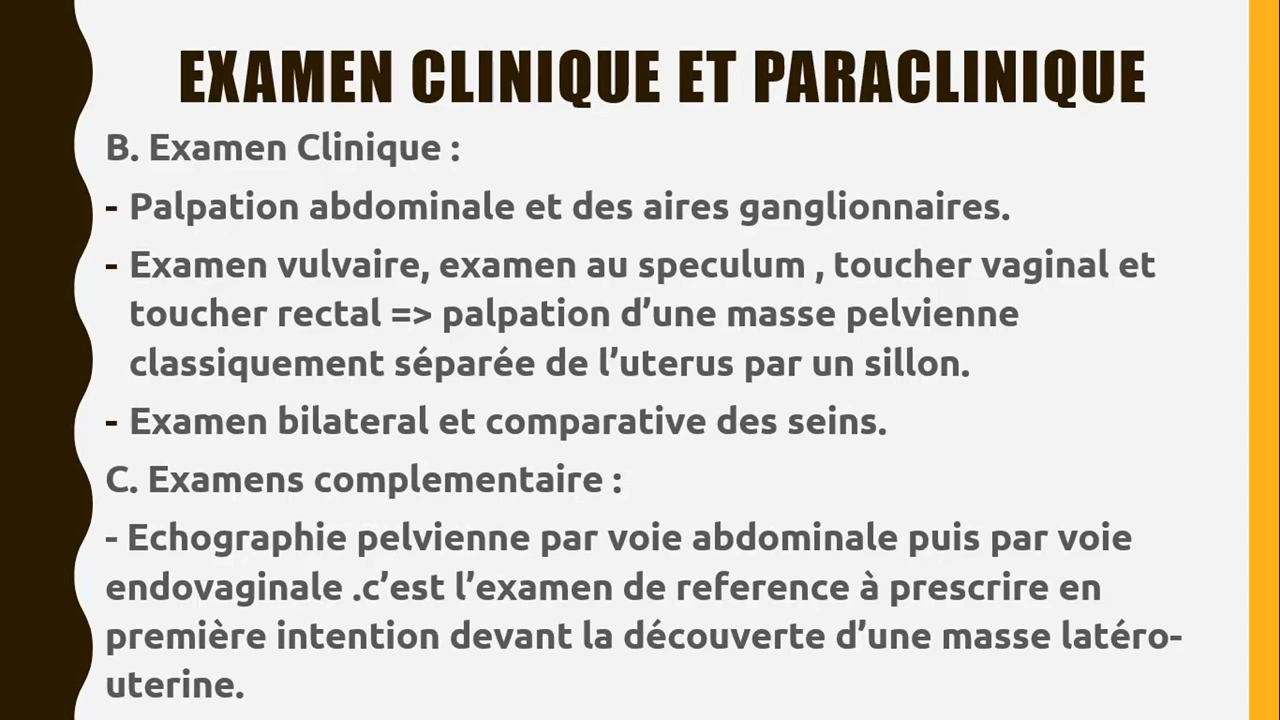 EXAMEN CLINIQUE ET PARACLINIQUE
B. Examen Clinique :
- Palpation abdominale et des aires ganglionnaires.
- Examen vulvaire, examen au speculum , toucher vaginal et
toucher rectal => palpation d’une masse pelvienne
classiquement séparée de l’uterus par un sillon.
- Examen bilateral et comparative des seins.
C. Examens complementaire :
- Echographie pelvienne par voie abdominale puis par voie
endovaginale .c’est l’examen de reference à prescrire en
première intention devant la découverte d’une masse latéro-
uterine.